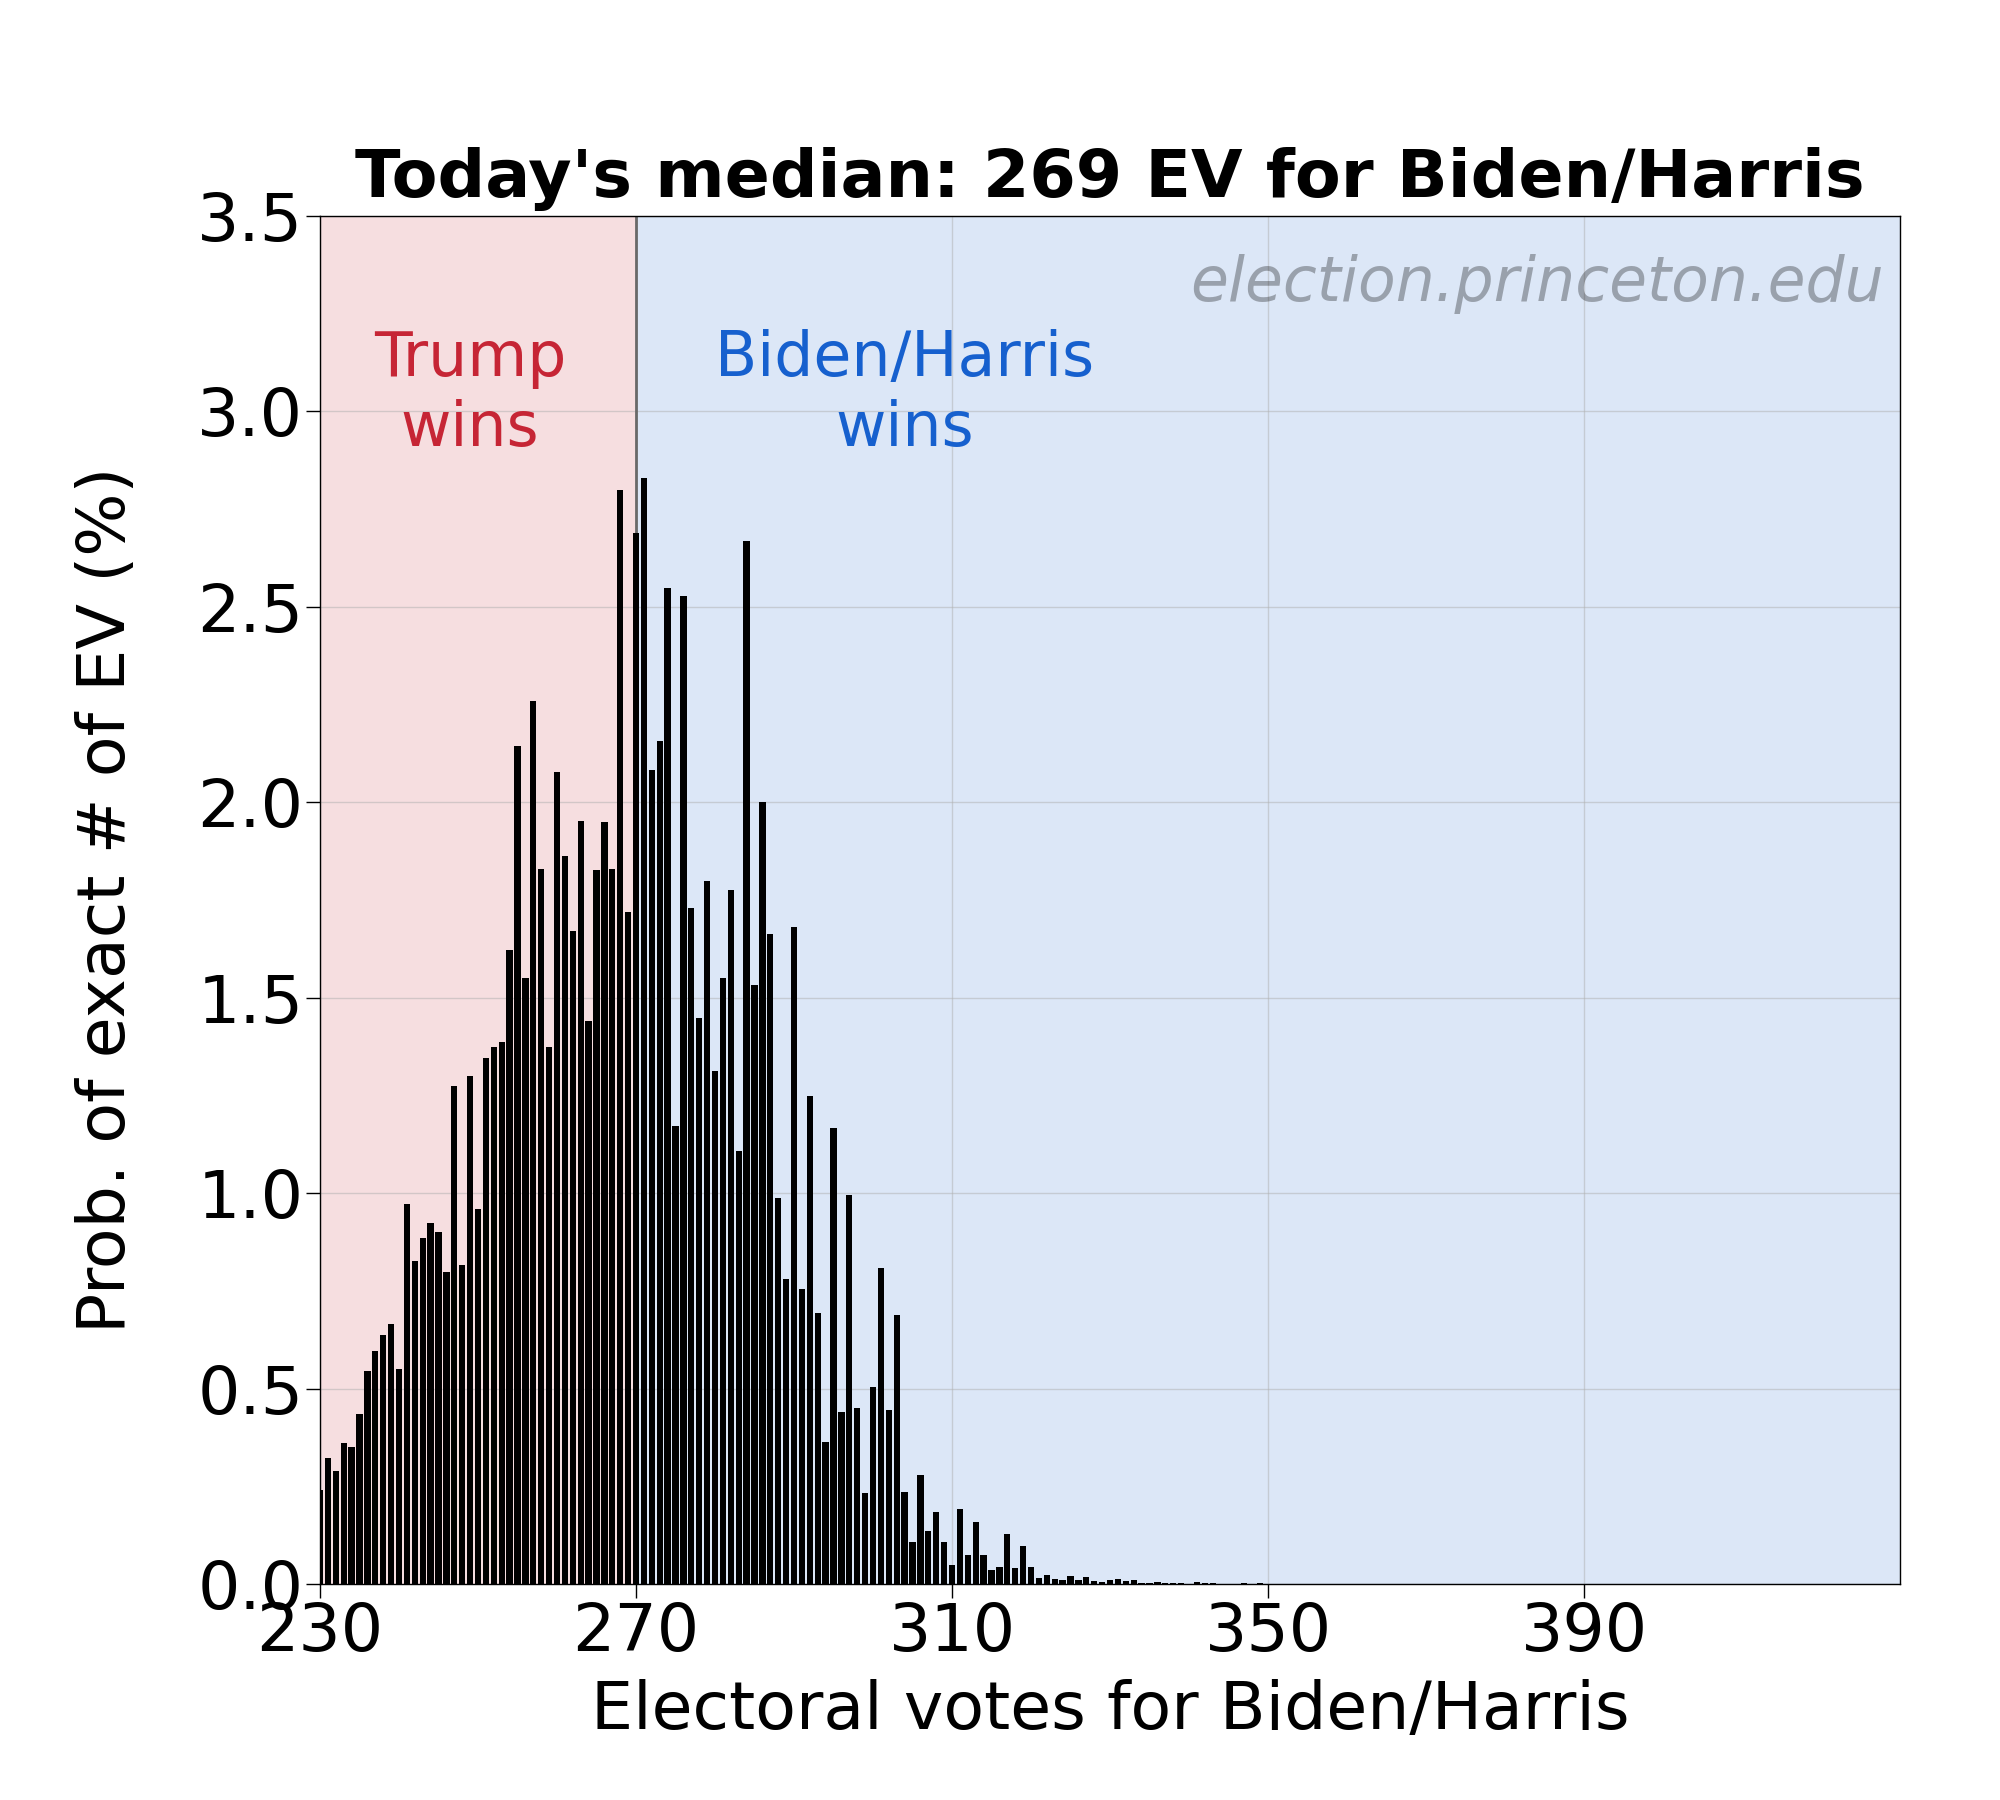 Today's median: 269 EV for Biden/Harris
election.princeton.edu
Trump
wins
Biden/Harris
wins
Prob. of exact # of EV (%)
3.5
3.0
2.5
2.0
1.5
1.0
0.5
0.0
230 270 310 350 390
Electoral votes for Biden/Harris